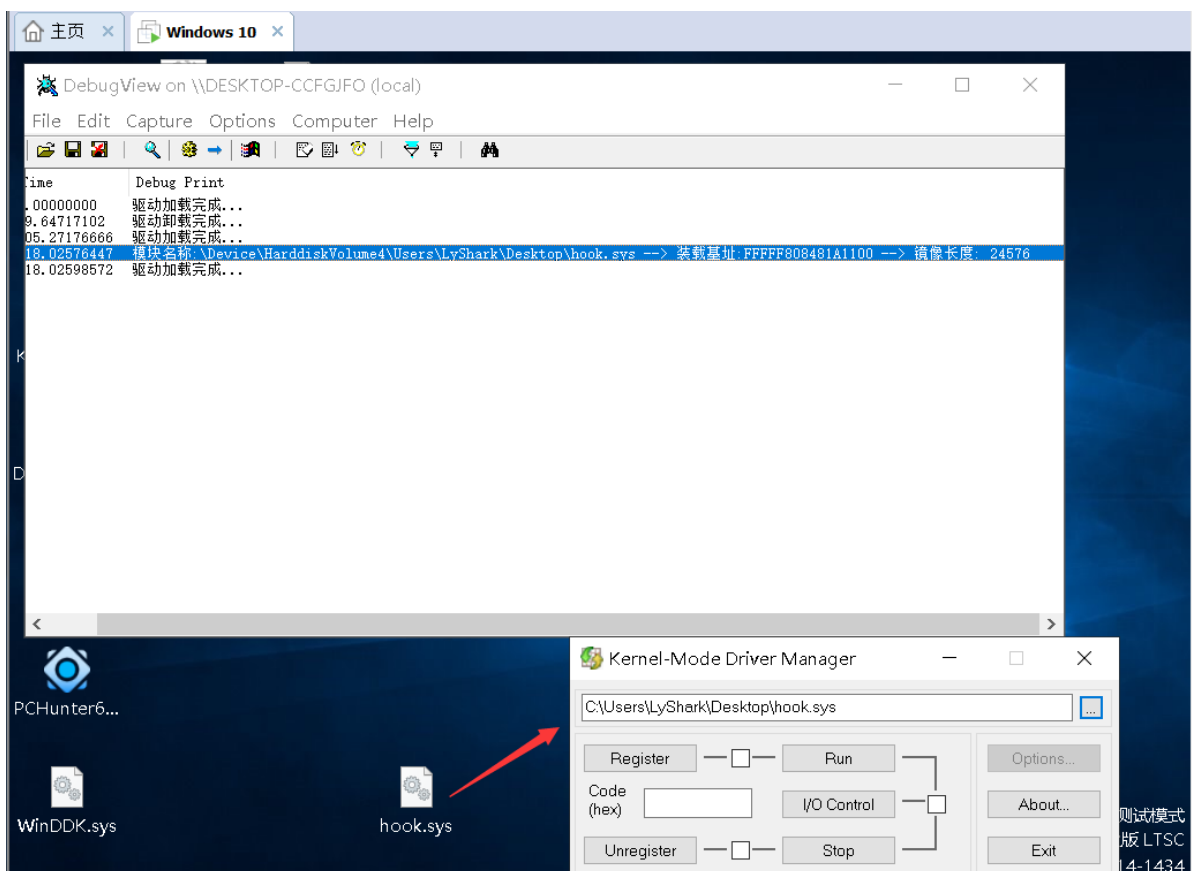 主页
Windows 10
DebugView on \\DESKTOP-CCFGJFO (local)
File Edit Capture Options Computer Help
Time Debug Print
.00000000 驱动加载完成...
9.64717102 驱动卸载完成...
05.27176666 驱动加载完成...
18.02576447 模块名称:\Device\HarddiskVolume4\Users\LyShark\Desktop\hook.sys --> 装载基址:FFFFF808481A1100 --> 镜像长度: 24576
18.02598572 驱动加载完成...
K
D
Kernel-Mode Driver Manager
PCHunter6...
C:\Users\LyShark\Desktop\hook.sys
...
Register Run Options...
Code
(hex)
I/O Control About...
测试模式
WinDDK.sys hook.sys
版 LTSC
Unregister Stop Exit
14-1434